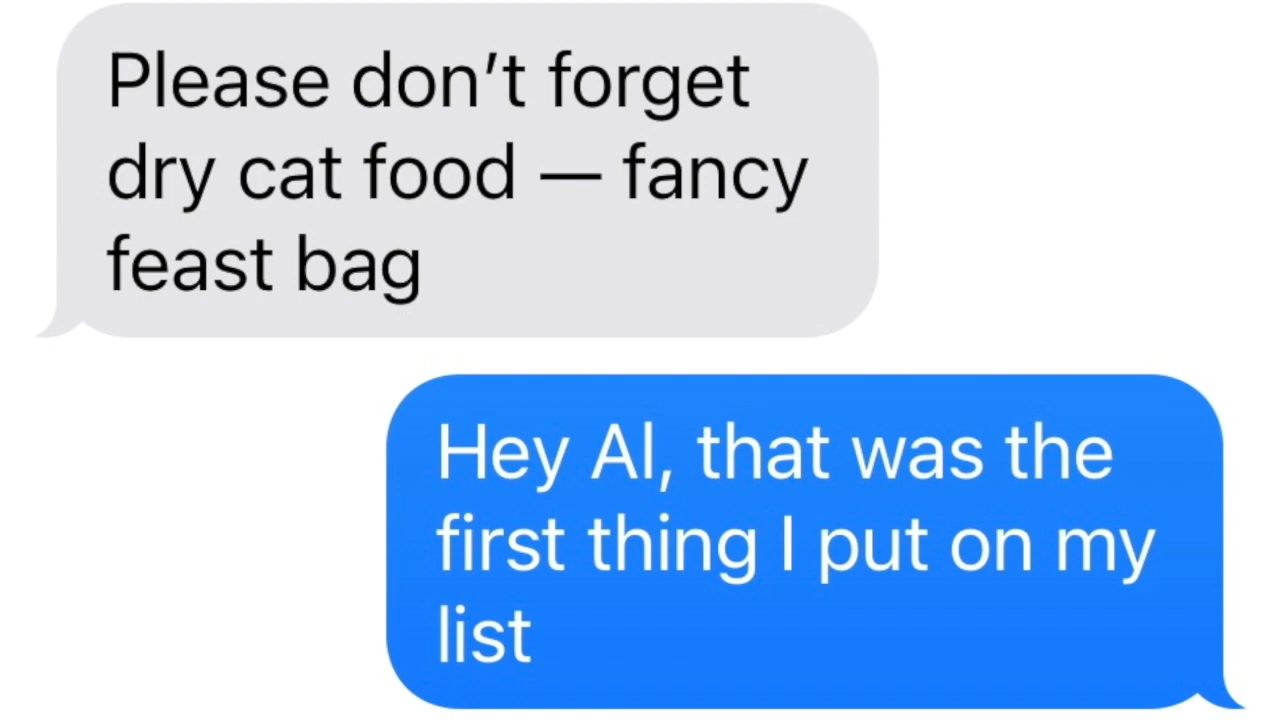 Please don’t forget
dry cat food — fancy
feast bag
Hey Al, that was the
first thing I put on my
list